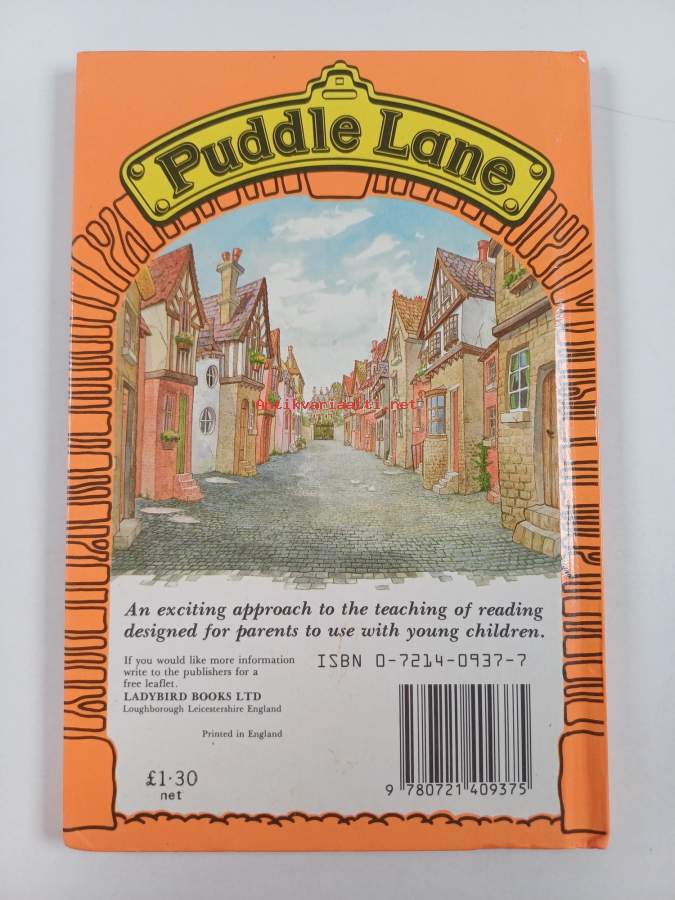 Puddle Lane
Antikvariaatti.net
An exciting approach to the teaching of reading
designed for parents to use with young children.
If you would like more information
write to the publishers for a
free leaflet.
LADYBIRD BOOKS LTD
Loughborough Leicestershire England
Printed in England
£1·30
net
ISBN 0-7214-0937-7
9 780721 409375